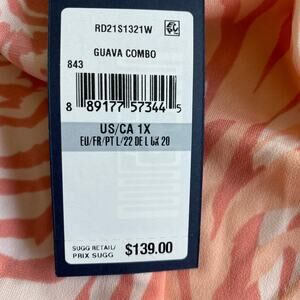 RD21S1321W
GUAVA COMBO
843
8 89177 57344 5
US/CA 1X
EU/FR/PT L/22 DE L UK 20
SUGG RETAIL/
PRIX SUGG
$139.00